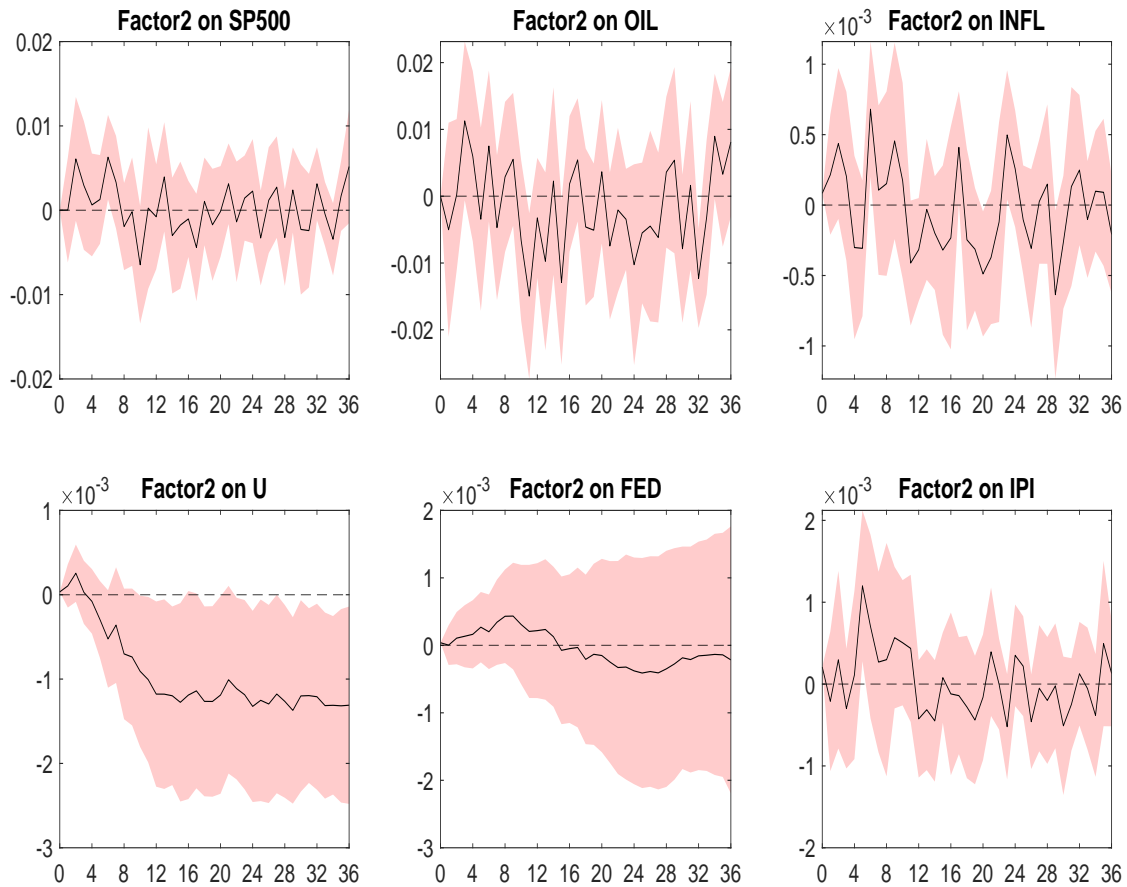 Factor2 on SP500
0.02
0.01
0
-0.01
-0.02
0 4 8 12 16 20 24 28 32 36
Factor2 on OIL
0.02
0.01
0
-0.01
-0.02
0 4 8 12 16 20 24 28 32 36
Factor2 on INFL
×10-3
1
0.5
0
-0.5
-1
0 4 8 12 16 20 24 28 32 36
Factor2 on U
×10-3
1
0
-1
-2
-3
0 4 8 12 16 20 24 28 32 36
Factor2 on FED
×10-3
2
1
0
-1
-2
-3
0 4 8 12 16 20 24 28 32 36
Factor2 on IPI
×10-3
2
1
0
-1
-2
0 4 8 12 16 20 24 28 32 36